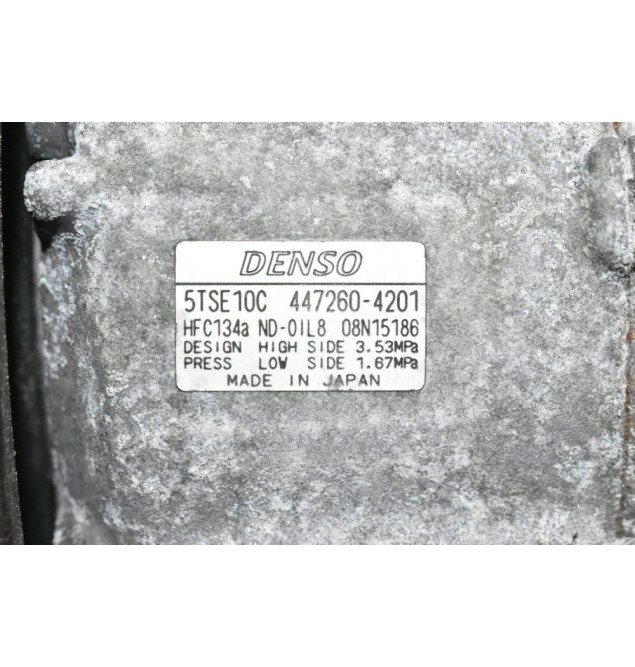 DENSO
5TSE10C 447260-4201
HFC134a ND-OIL8 08N15186
DESIGN HIGH SIDE 3.53MPa
PRESS LOW SIDE 1.67MPa
MADE IN JAPAN